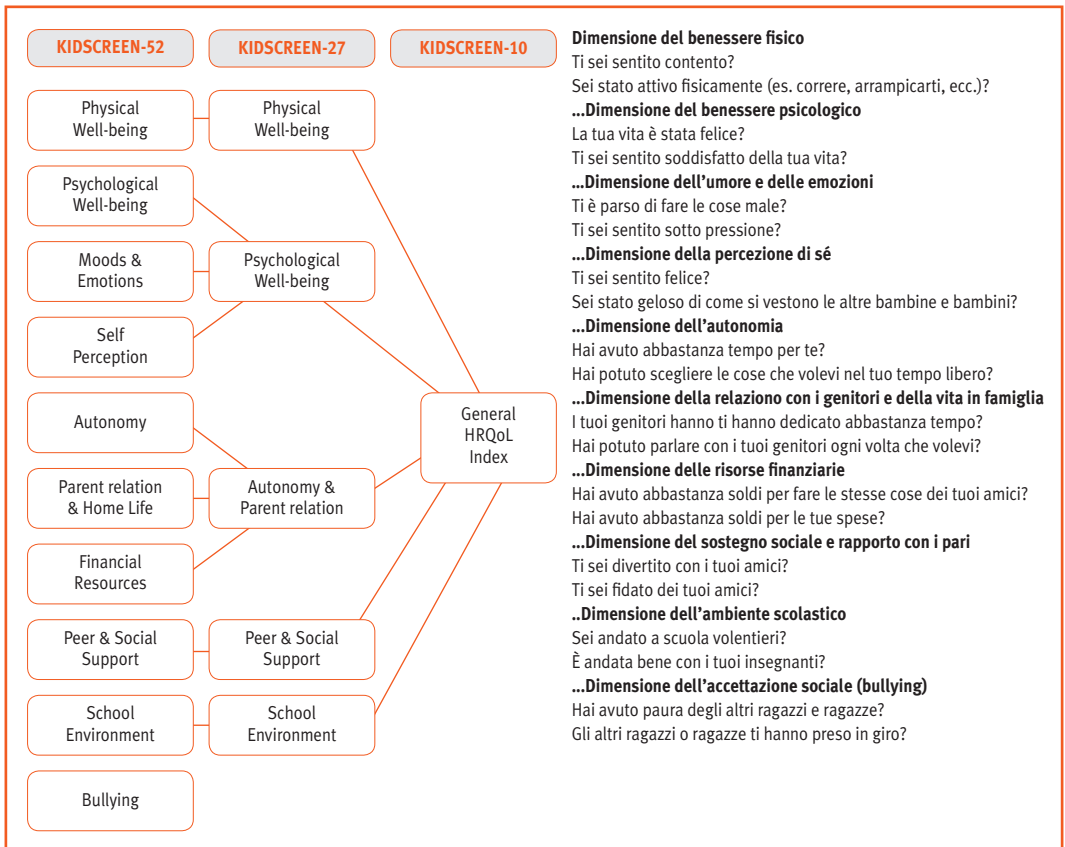 KIDSCREEN-52
KIDSCREEN-27
KIDSCREEN-10
Physical
Well-being
Psychological
Well-being
Moods &
Emotions
Self
Perception
Autonomy
Parent relation
& Home Life
Financial
Resources
Peer & Social
Support
School
Environment
Bullying
Physical
Well-being
Psychological
Well-being
Autonomy &
Parent relation
Peer & Social
Support
School
Environment
General
HRQoL
Index
Dimensione del benessere fisico
Ti sei sentito contento?
Sei stato attivo fisicamente (es. correre, arrampicarti, ecc.)?
...Dimensione del benessere psicologico
La tua vita è stata felice?
Ti sei sentito soddisfatto della tua vita?
...Dimensione dell'umore e delle emozioni
Ti è parso di fare le cose male?
Ti sei sentito sotto pressione?
...Dimensione della percezione di sé
Ti sei sentito felice?
Sei stato geloso di come si vestono le altre bambine e bambini?
...Dimensione dell'autonomia
Hai avuto abbastanza tempo per te?
Hai potuto scegliere le cose che volevi nel tuo tempo libero?
...Dimensione della relaziono con i genitori e della vita in famiglia
I tuoi genitori hanno ti hanno dedicato abbastanza tempo?
Hai potuto parlare con i tuoi genitori ogni volta che volevi?
...Dimensione delle risorse finanziarie
Hai avuto abbastanza soldi per fare le stesse cose dei tuoi amici?
Hai avuto abbastanza soldi per le tue spese?
...Dimensione del sostegno sociale e rapporto con i pari
Ti sei divertito con i tuoi amici?
Ti sei fidato dei tuoi amici?
..Dimensione dell'ambiente scolastico
Sei andato a scuola volentieri?
È andata bene con i tuoi insegnanti?
...Dimensione dell'accettazione sociale (bullying)
Hai avuto paura degli altri ragazzi e ragazze?
Gli altri ragazzi o ragazze ti hanno preso in giro?